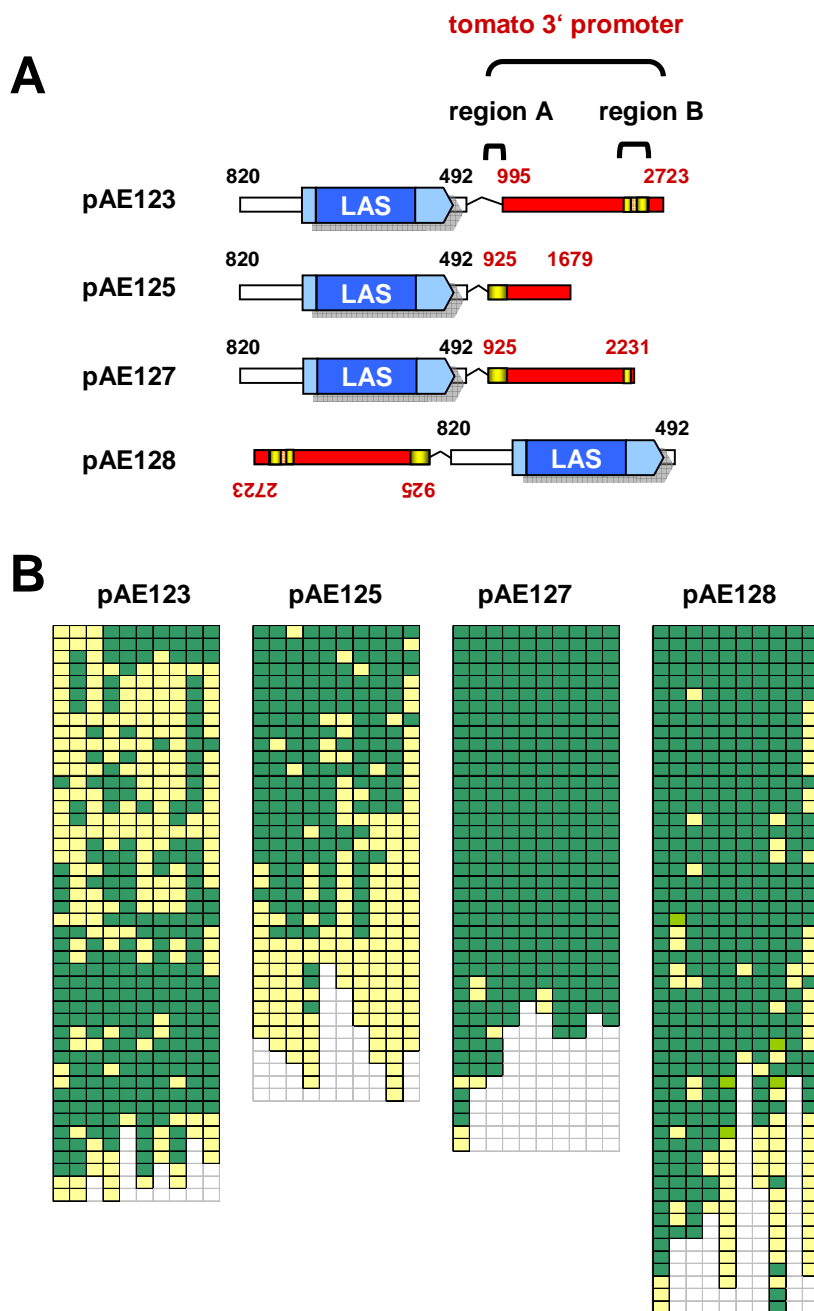 tomato 3‘ promoter
A
region A region B
820 492 995 2723
pAE123 LAS
820 492 925 1679
pAE125 LAS
820 492 925 2231
pAE127 LAS
820 492
pAE128 LAS
2723 925
B
pAE123 pAE125 pAE127 pAE128